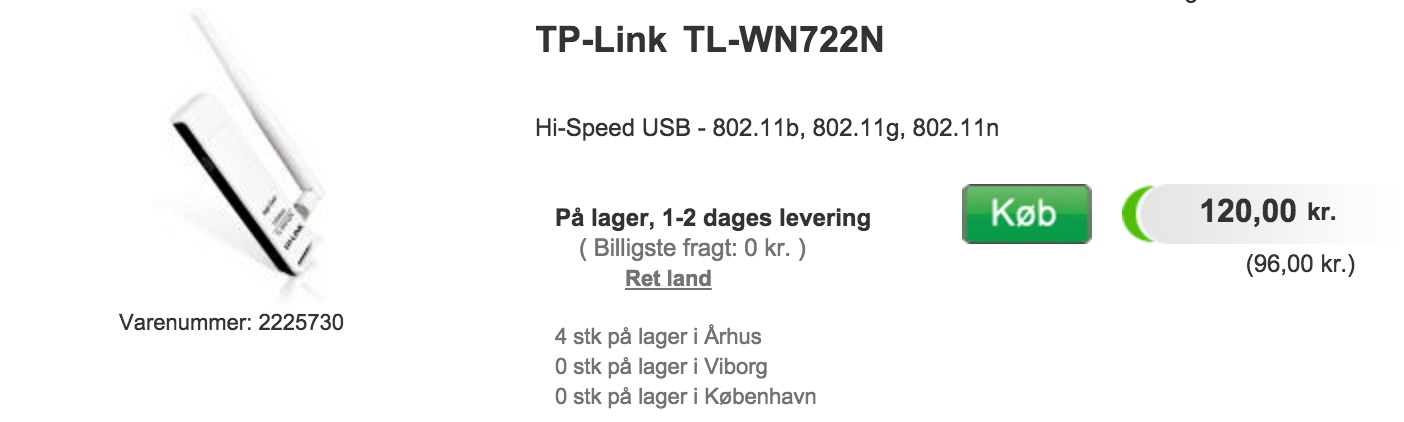 TP-Link TL-WN722N
Hi-Speed USB - 802.11b, 802.11g, 802.11n
På lager, 1-2 dages levering
( Billigste fragt: 0 kr. )
Ret land
Køb
120,00 kr.
(96,00 kr.)
TP-LINK
Varenummer: 2225730
4 stk på lager i Århus
0 stk på lager i Viborg
0 stk på lager i København